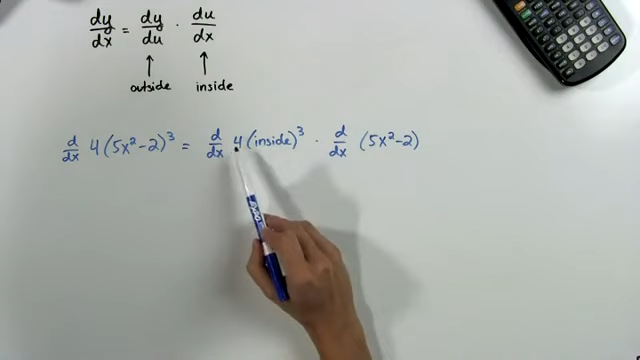 dy/dx = dy/du · du/dx
outside inside
d/dx 4(5x²-2)³ = d/dx 4(inside)³ · d/dx (5x²-2)
EXPO